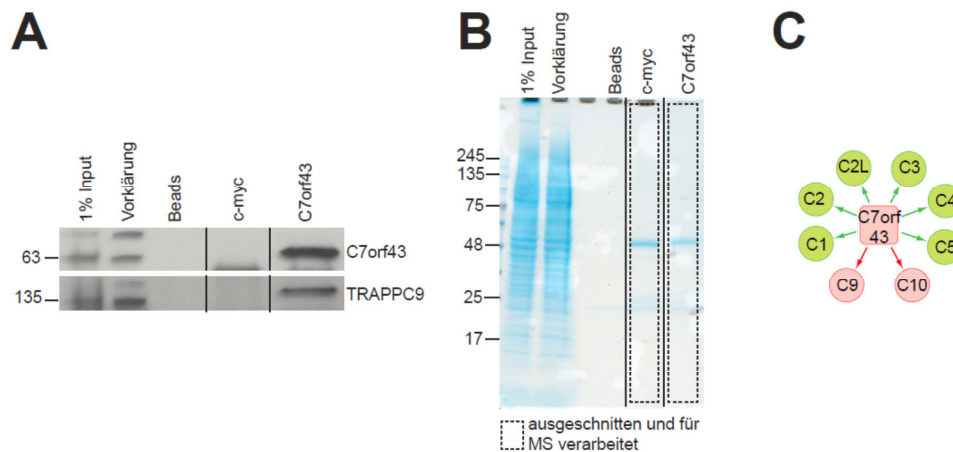 A
1% Input
Vorklärung
Beads
c-myc
C7orf43
63
C7orf43
135
TRAPPC9
B
1% Input
Vorklärung
Beads
c-myc
C7orf43
245
135
75
48
25
17
ausgeschnitten und für
MS verarbeitet
C
C2L
C3
C2
C4
C7orf
43
C1
C5
C9
C10